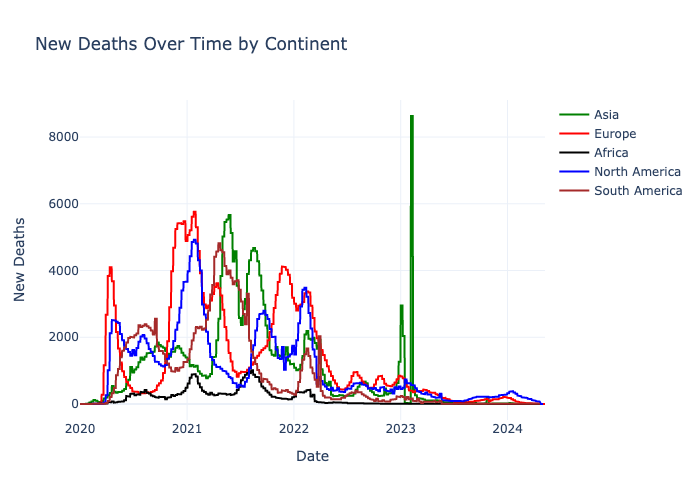 New Deaths Over Time by Continent
8000
6000
4000
2000
0
2020
2021
2022
2023
2024
Date
New Deaths
Asia
Europe
Africa
North America
South America